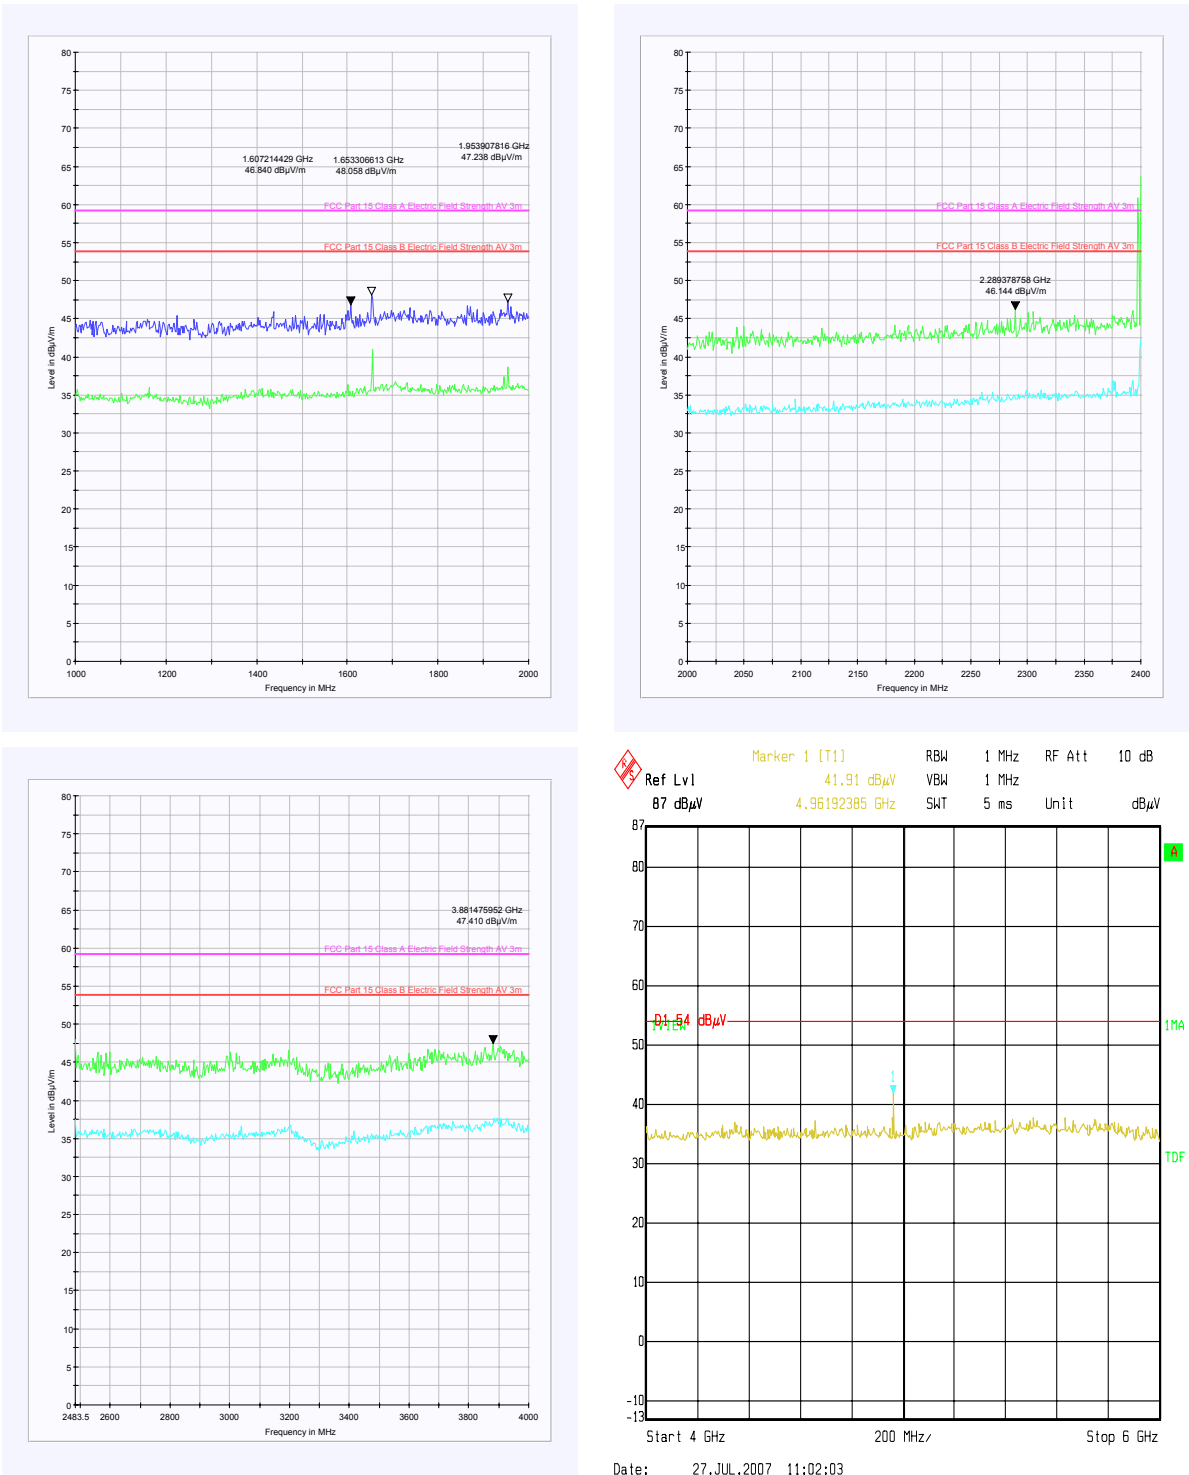 80
75
70
65
60
55
50
45
40
35
30
25
20
15
10
5
0
Level in dBµV/m
1.607214429 GHz
46.840 dBµV/m
1.653306613 GHz
48.058 dBµV/m
1.953907816 GHz
47.238 dBµV/m
FCC Part 15 Class A Electric Field Strength AV 3m
FCC Part 15 Class B Electric Field Strength AV 3m
1000 1200 1400 1600 1800 2000
Frequency in MHz
80
75
70
65
60
55
50
45
40
35
30
25
20
15
10
5
0
Level in dBµV/m
FCC Part 15 Class A Electric Field Strength AV 3m
FCC Part 15 Class B Electric Field Strength AV 3m
2.289378758 GHz
46.144 dBµV/m
2000 2050 2100 2150 2200 2250 2300 2350 2400
Frequency in MHz
80
75
70
65
60
55
50
45
40
35
30
25
20
15
10
5
0
Level in dBµV/m
3.881475952 GHz
47.410 dBµV/m
FCC Part 15 Class A Electric Field Strength AV 3m
FCC Part 15 Class B Electric Field Strength AV 3m
2483.5 2600 2800 3000 3200 3400 3600 3800 4000
Frequency in MHz
R S
Marker 1 [T1] RBW 1 MHz RF Att 10 dB
Ref Lvl 41.91 dBµV VBW 1 MHz
87 dBµV 4.96192385 GHz SWT 5 ms Unit dBµV
87
80
70
60
50
40
30
20
10
0
-10
-13
A
D1 54 dBµV
1VIEW
1MA
1
TDF
Start 4 GHz 200 MHz/ Stop 6 GHz
Date: 27.JUL.2007 11:02:03